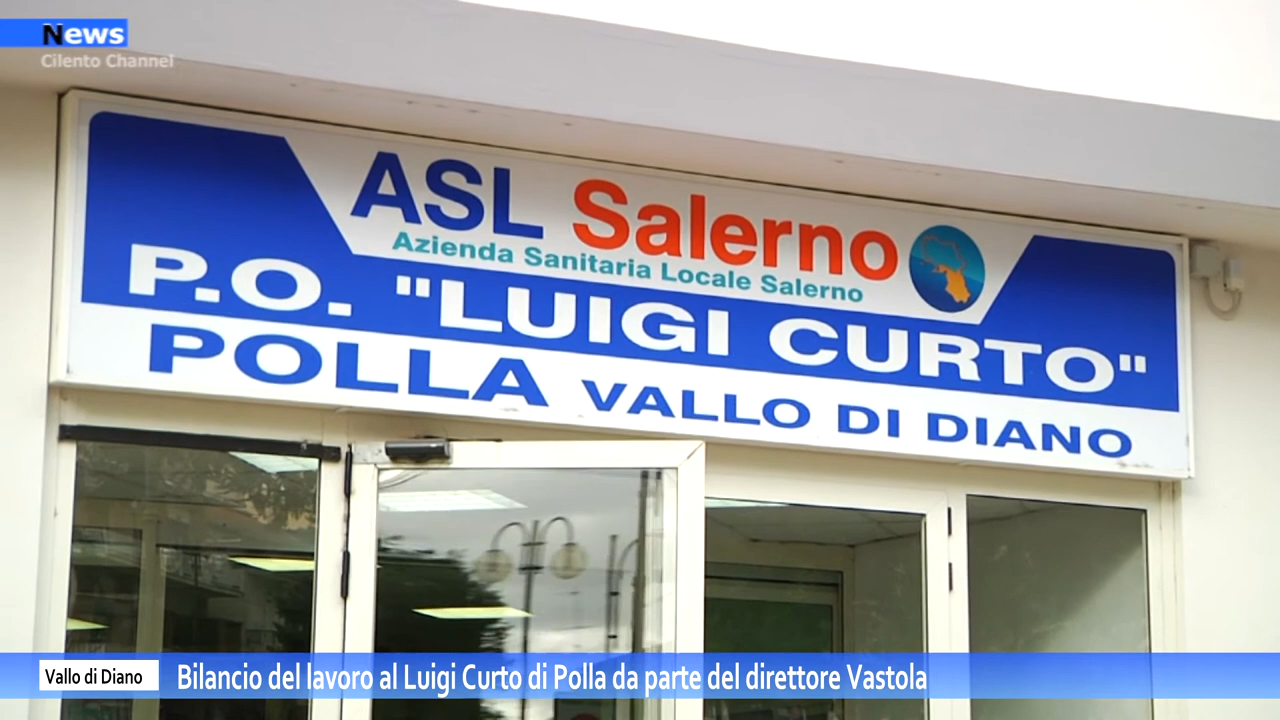 News
Cilento Channel
ASL Salerno
Azienda Sanitaria Locale Salerno
P.O. "LUIGI CURTO"
POLLA VALLO DI DIANO
Vallo di Diano
Bilancio del lavoro al Luigi Curto di Polla da parte del direttore Vastola